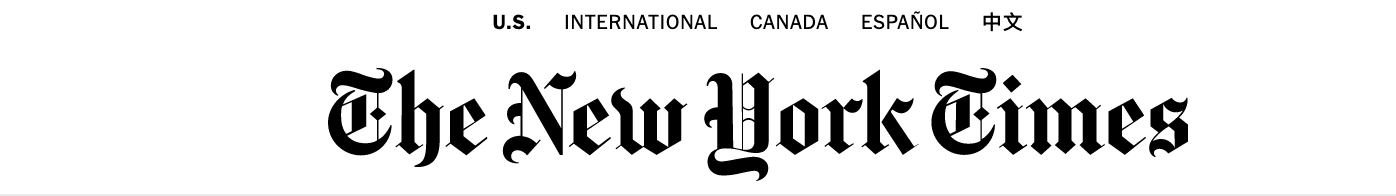 U.S. INTERNATIONAL CANADA ESPAÑOL 中文
The New York Times